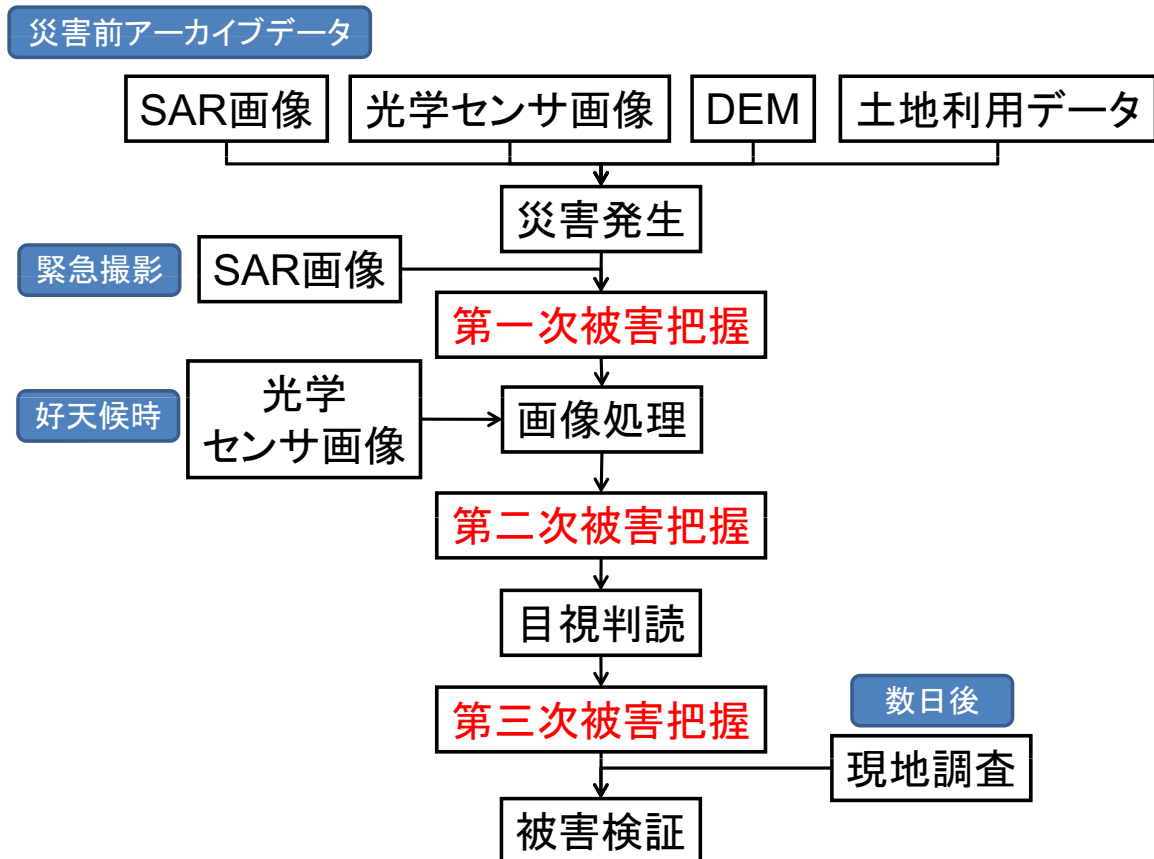 災害前アーカイブデータ
SAR画像
光学センサ画像
DEM
土地利用データ
災害発生
緊急撮影
SAR画像
第一次被害把握
好天候時
光学
センサ画像
画像処理
第二次被害把握
目視判読
第三次被害把握
数日後
現地調査
被害検証